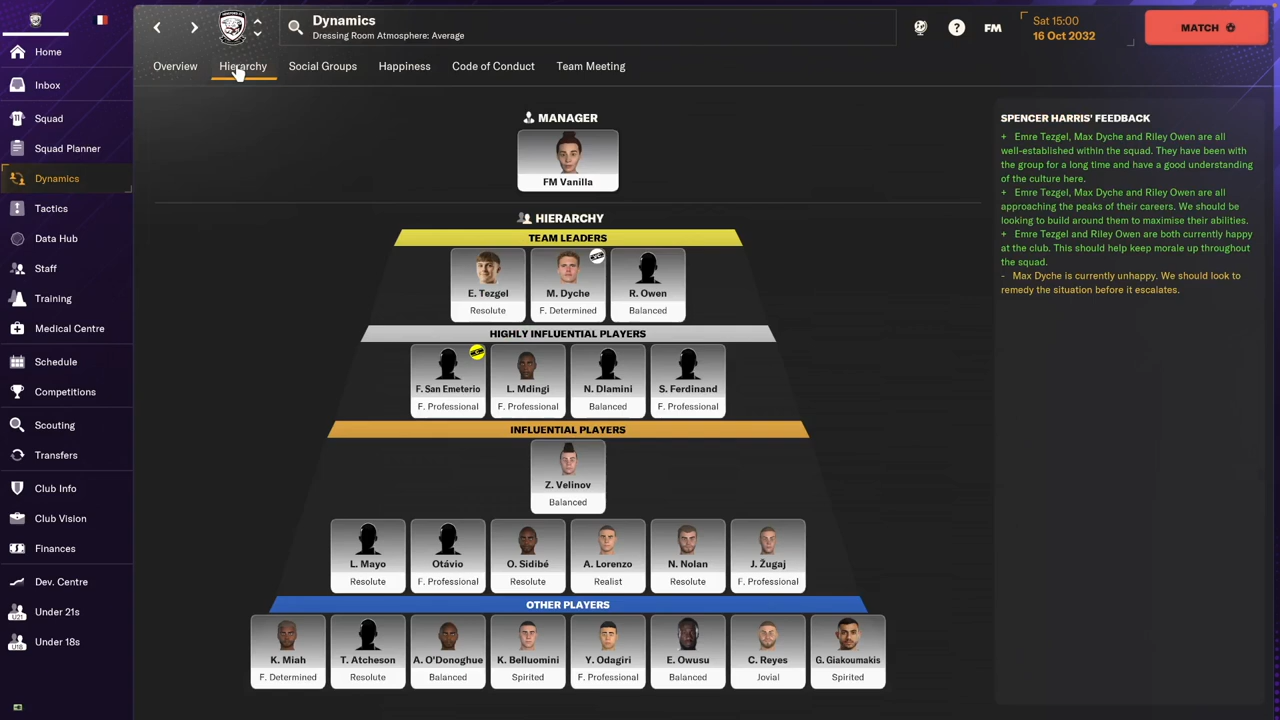 Dynamics
Dressing Room Atmosphere: Average
FM
Sat 15:00
16 Oct 2032
MATCH
Home
Inbox
Squad
Squad Planner
Dynamics
Tactics
Data Hub
Staff
Training
Medical Centre
Schedule
Competitions
Scouting
Transfers
Club Info
Club Vision
Finances
Dev. Centre
Under 21s
Under 18s
Overview
Hierarchy
Social Groups
Happiness
Code of Conduct
Team Meeting
MANAGER
FM Vanilla
HIERARCHY
TEAM LEADERS
E. Tezgel
Resolute
M. Dyche
F. Determined
R. Owen
Balanced
HIGHLY INFLUENTIAL PLAYERS
F. San Emeterio
F. Professional
L. Mdingi
F. Professional
N. Dlamini
Balanced
S. Ferdinand
F. Professional
INFLUENTIAL PLAYERS
Z. Velinov
Balanced
L. Mayo
Resolute
Otávio
F. Professional
O. Sidibé
Resolute
A. Lorenzo
Realist
N. Nolan
Resolute
J. Žugaj
F. Professional
OTHER PLAYERS
K. Miah
F. Determined
T. Atcheson
Resolute
A. O'Donoghue
Balanced
K. Belluomini
Spirited
Y. Odagiri
F. Professional
E. Owusu
Balanced
C. Reyes
Jovial
G. Giakoumakis
Spirited
SPENCER HARRIS' FEEDBACK
+ Emre Tezgel, Max Dyche and Riley Owen are all
well-established within the squad. They have been with
the group for a long time and have a good understanding
of the culture here.
+ Emre Tezgel, Max Dyche and Riley Owen are all
approaching the peaks of their careers. We should be
looking to build around them to maximise their abilities.
+ Emre Tezgel and Riley Owen are both currently happy
at the club. This should help keep morale up throughout
the squad.
- Max Dyche is currently unhappy. We should look to
remedy the situation before it escalates.